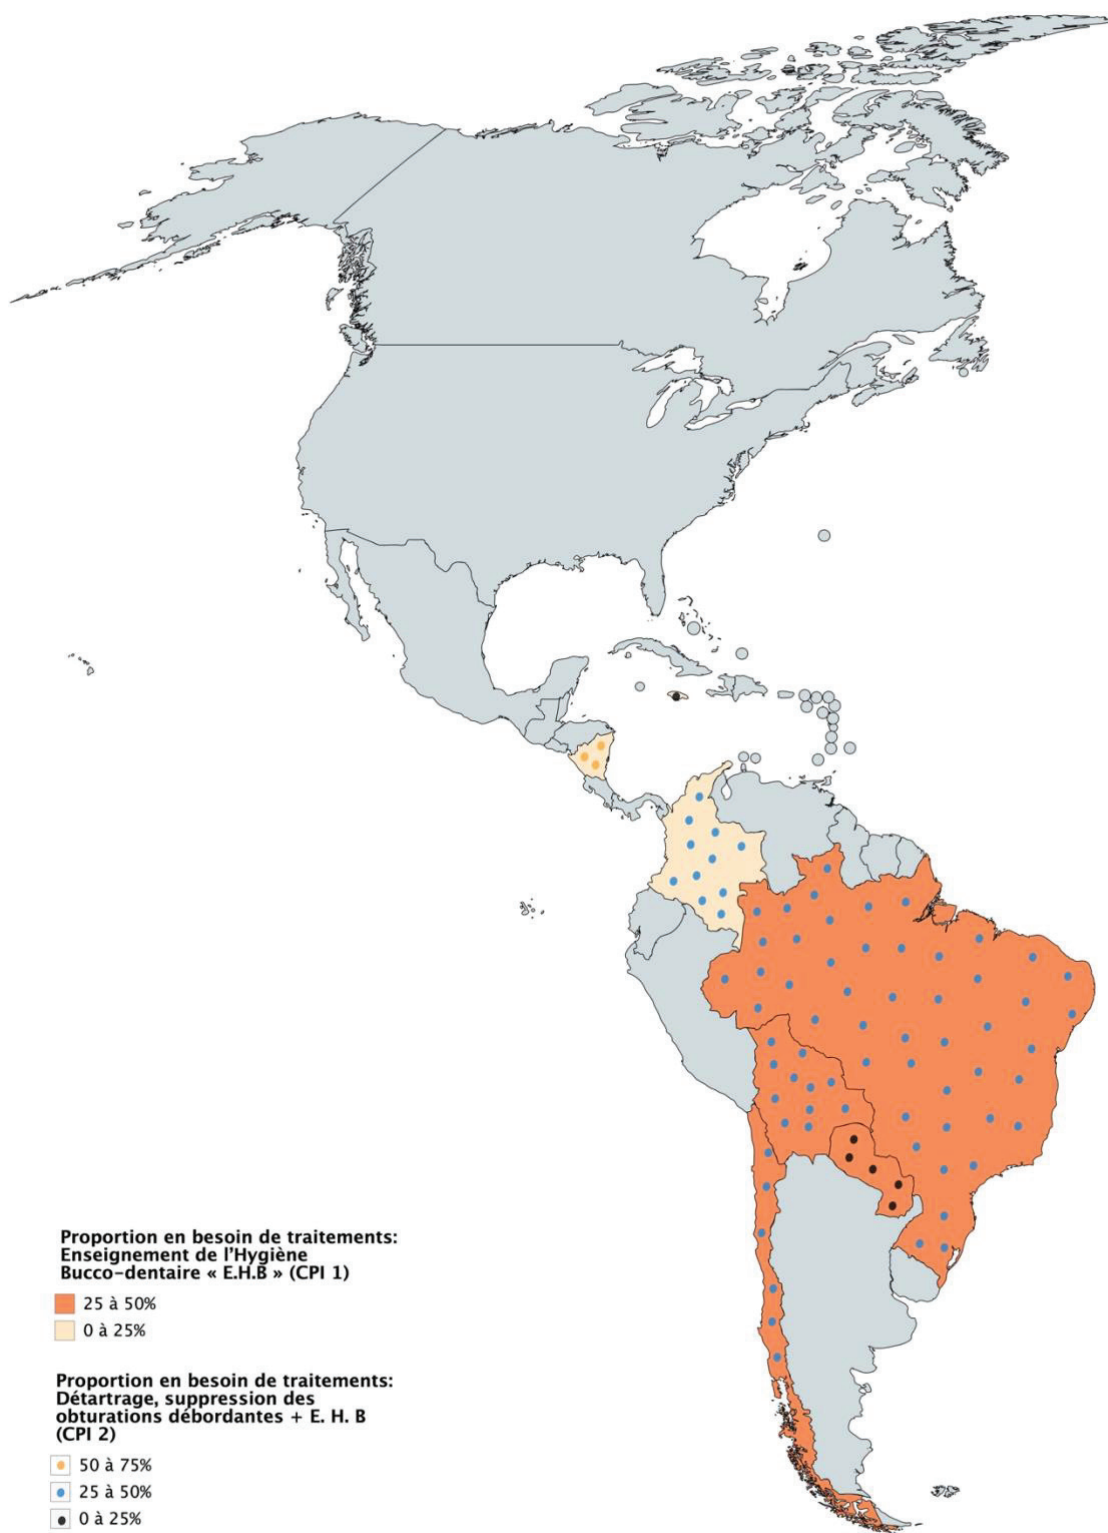 Proportion en besoin de traitements:
Enseignement de l'Hygiène
Bucco-dentaire « E.H.B » (CPI 1)
25 à 50%
0 à 25%
Proportion en besoin de traitements:
Détartrage, suppression des
obturations débordantes + E. H. B
(CPI 2)
50 à 75%
25 à 50%
0 à 25%